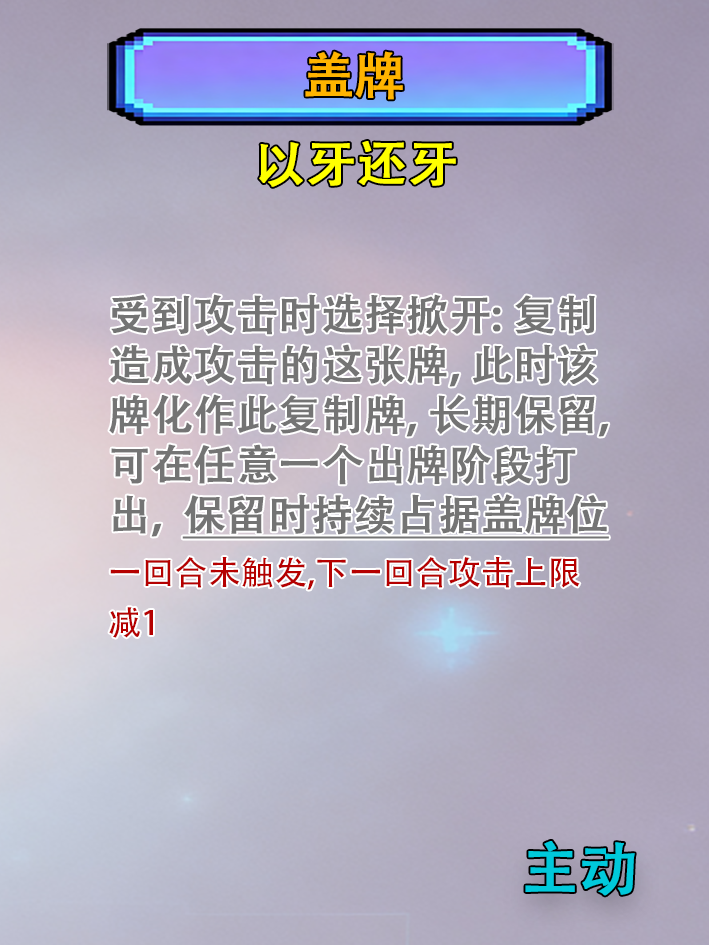 盖牌
以牙还牙
受到攻击时选择掀开: 复制
造成攻击的这张牌, 此时该
牌化作此复制牌, 长期保留,
可在任意一个出牌阶段打
出, 保留时持续占据盖牌位
一回合未触发,下一回合攻击上限
减1
主动